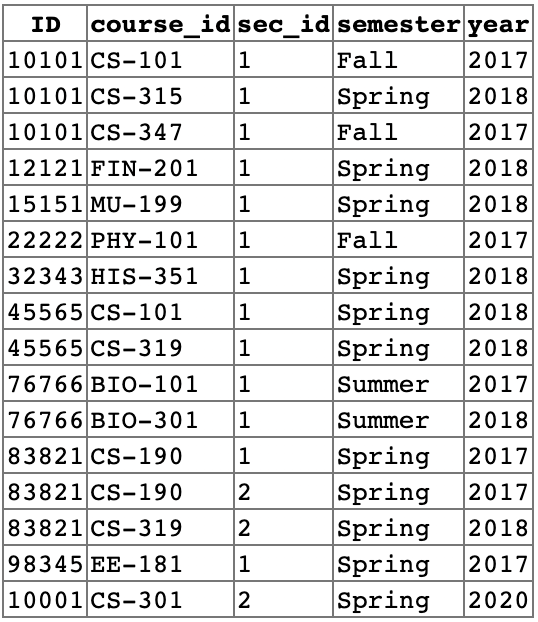 ID course_id sec_id semester year
10101 CS-101 1 Fall 2017
10101 CS-315 1 Spring 2018
10101 CS-347 1 Fall 2017
12121 FIN-201 1 Spring 2018
15151 MU-199 1 Spring 2018
22222 PHY-101 1 Fall 2017
32343 HIS-351 1 Spring 2018
45565 CS-101 1 Spring 2018
45565 CS-319 1 Spring 2018
76766 BIO-101 1 Summer 2017
76766 BIO-301 1 Summer 2018
83821 CS-190 1 Spring 2017
83821 CS-190 2 Spring 2017
83821 CS-319 2 Spring 2018
98345 EE-181 1 Spring 2017
10001 CS-301 2 Spring 2020